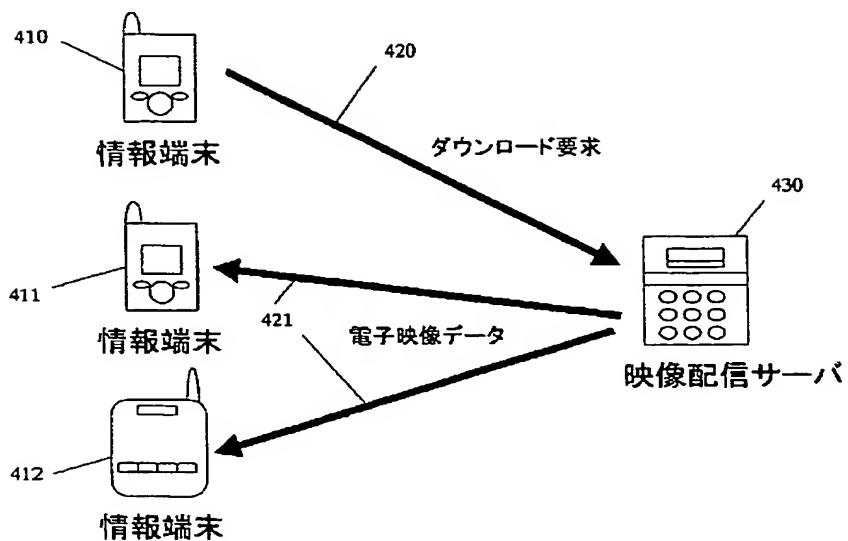 410
420
情報端末
ダウンロード要求
430
411
421
電子映像データ
情報端末
映像配信サーバ
412
情報端末